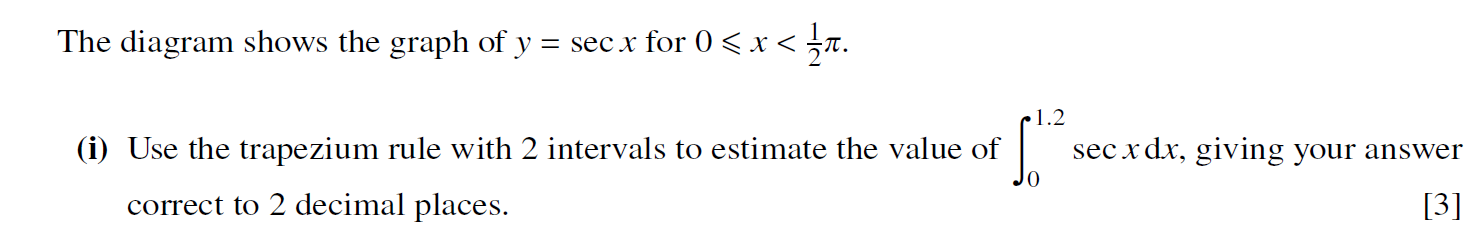 The diagram shows the graph of y = sec x for 0 ⩽ x < ½π.
(i) Use the trapezium rule with 2 intervals to estimate the value of ∫₀^1.2 sec x dx, giving your answer
correct to 2 decimal places. [3]